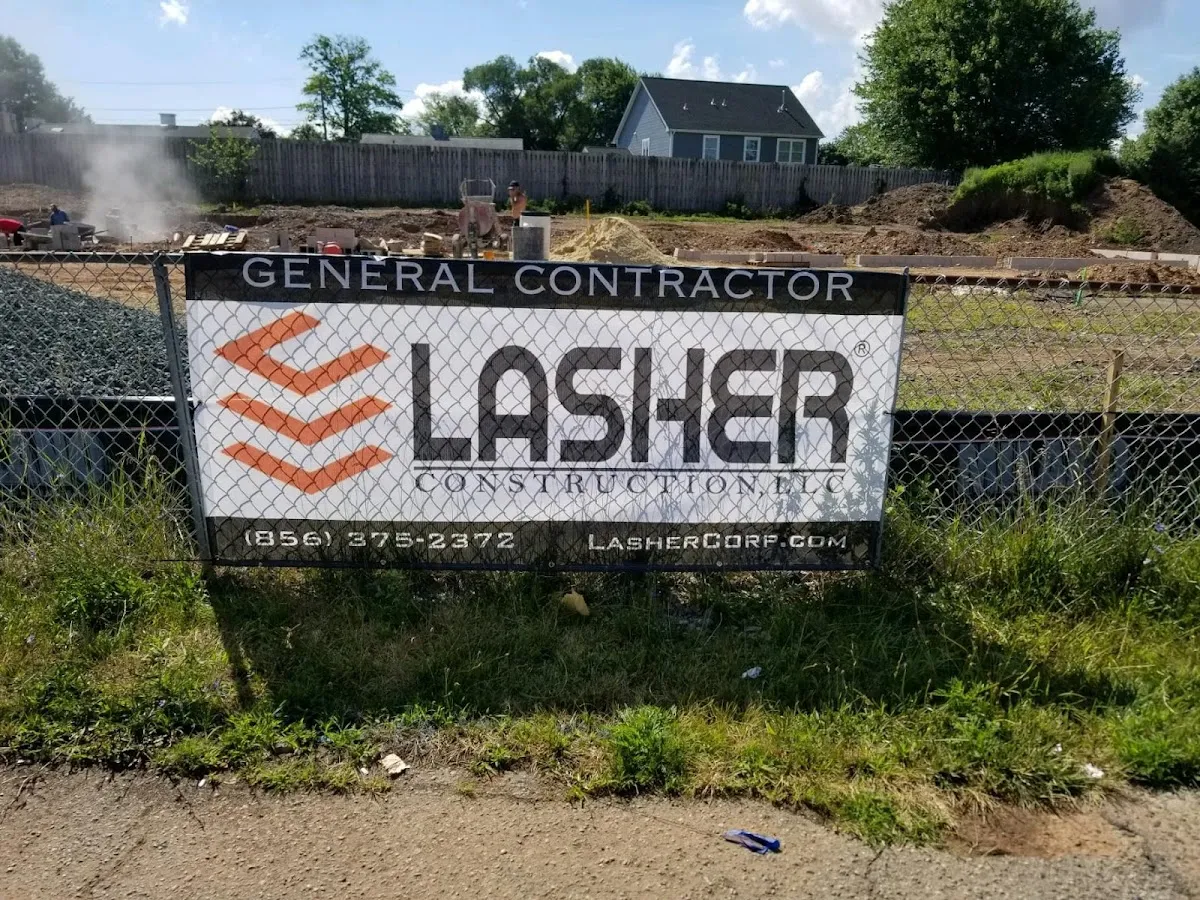 GENERAL CONTRACTOR
LASHER®
CONSTRUCTION, LLC
(856) 375-2372 LASHERCORP.COM